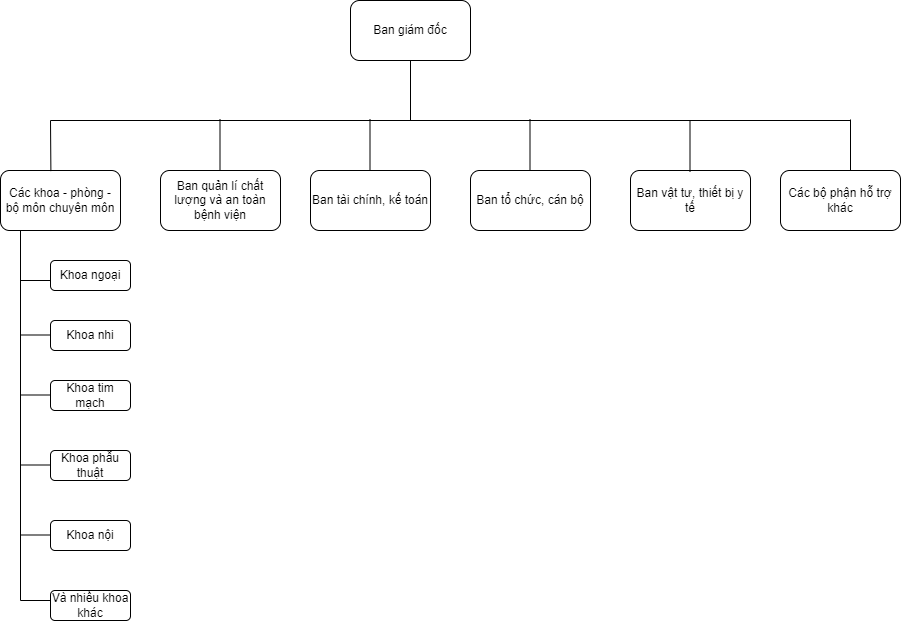 Ban giám đốc
Các khoa - phòng -
bộ môn chuyên môn
Ban quản lí chất
lượng và an toàn
bệnh viện
Ban tài chính, kế toán
Ban tổ chức, cán bộ
Ban vật tư, thiết bị y
tế
Các bộ phận hỗ trợ
khác
Khoa ngoại
Khoa nhi
Khoa tim
mạch
Khoa phẩu
thuật
Khoa nội
Và nhiều khoa
khác